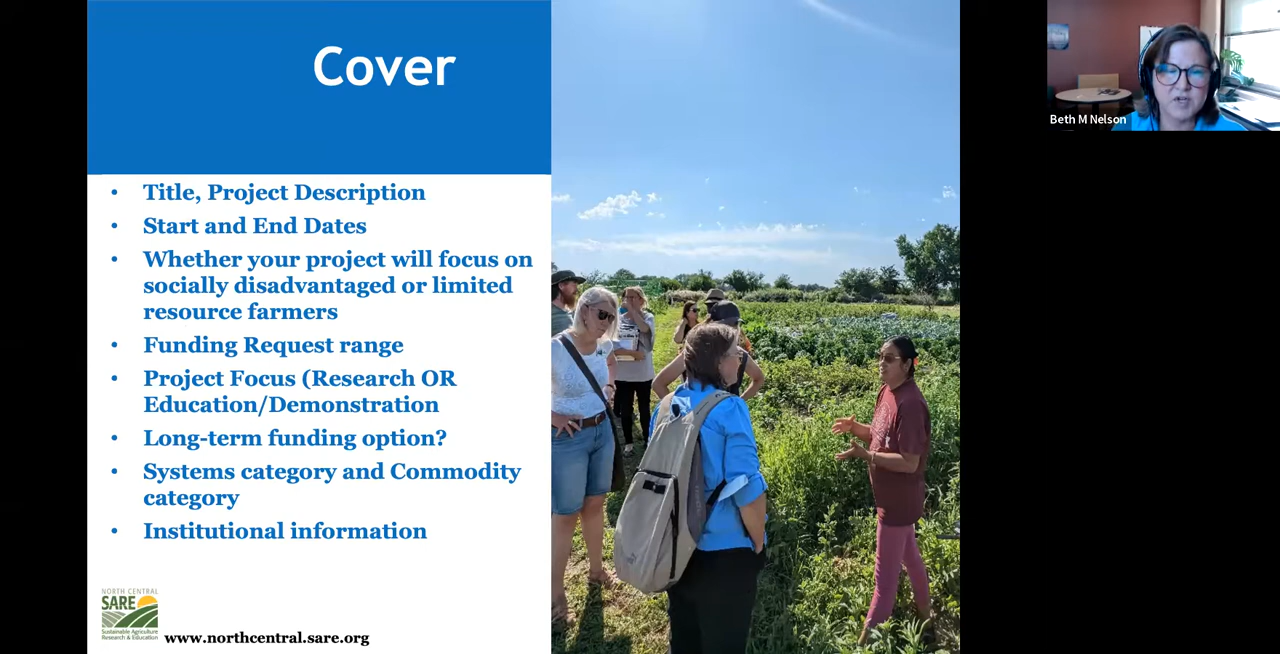 Cover
• Title, Project Description
• Start and End Dates
• Whether your project will focus on
socially disadvantaged or limited
resource farmers
• Funding Request range
• Project Focus (Research OR
Education/Demonstration
• Long-term funding option?
• Systems category and Commodity
category
• Institutional information
NORTH CENTRAL
SARE
Sustainable Agriculture
Research & Education
www.northcentral.sare.org
Beth M Nelson